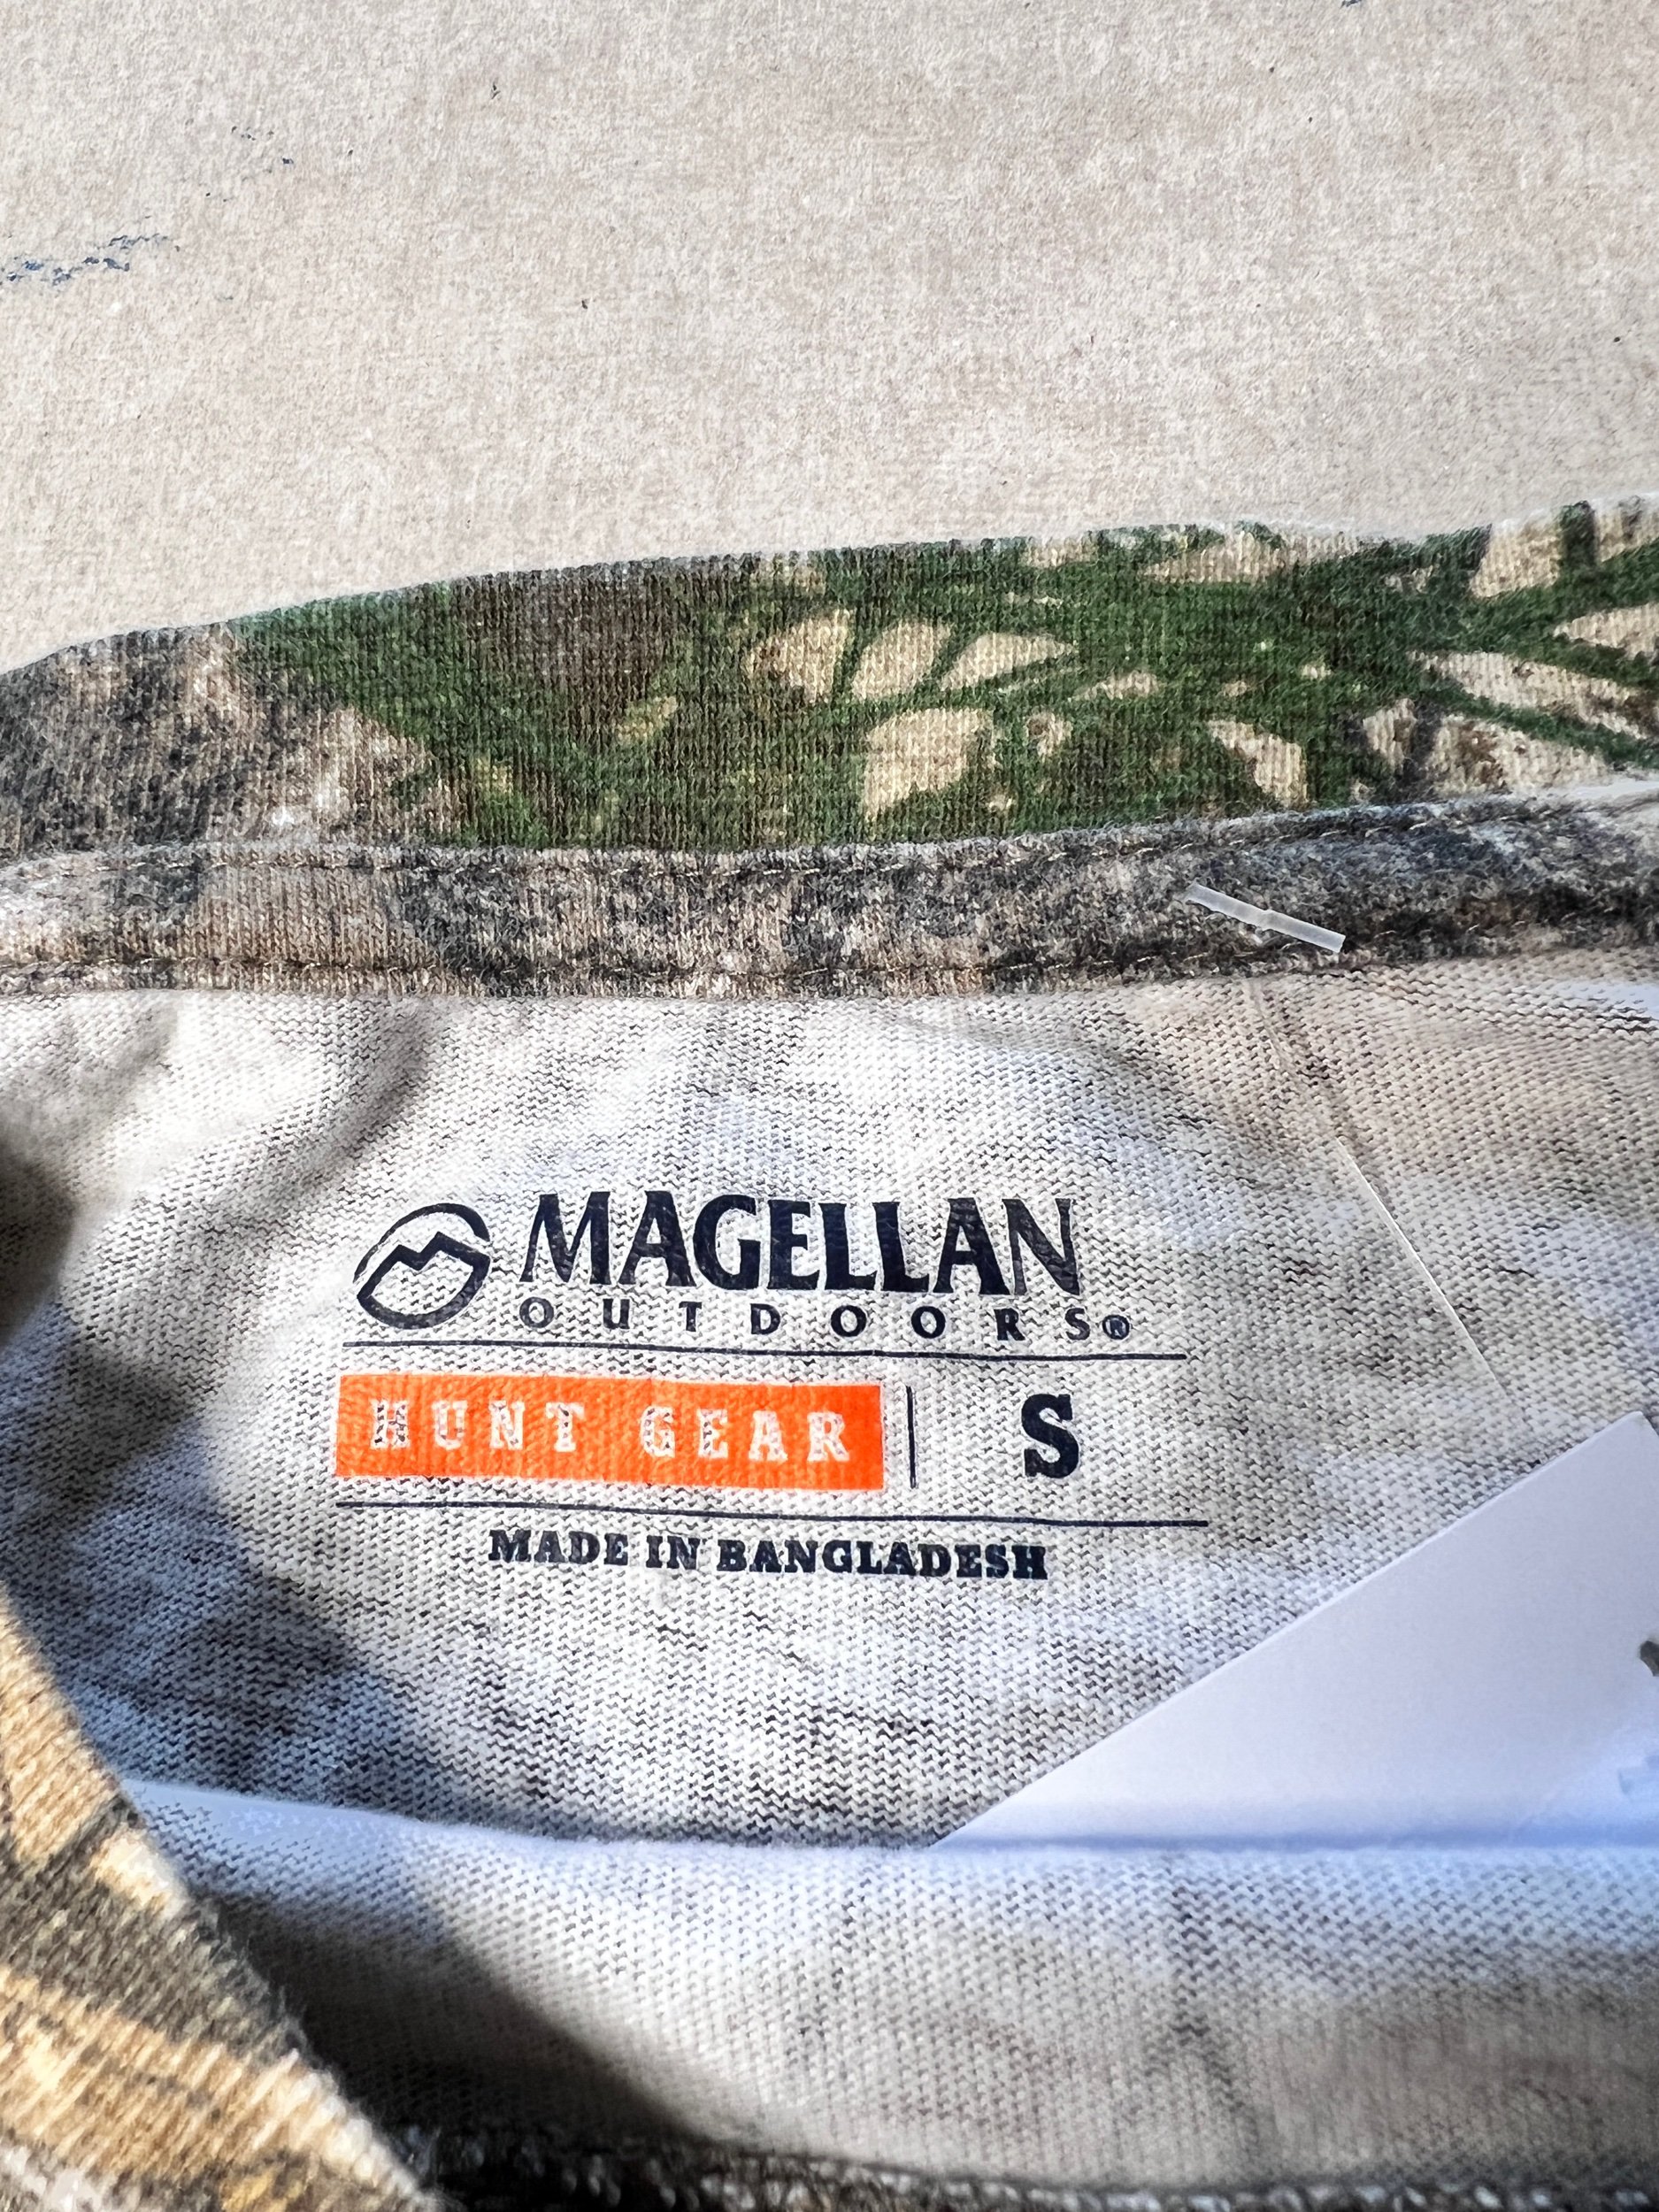 MAGELLAN
OUTDOORS®
HUNT GEAR | S
MADE IN BANGLADESH